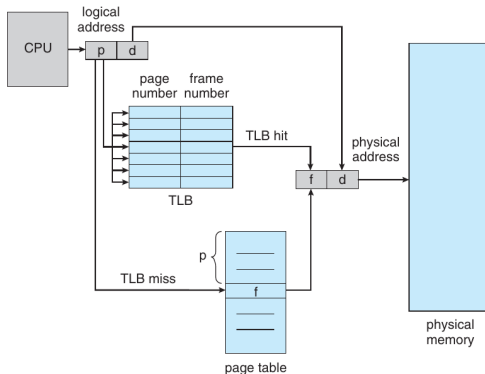 logical
address
CPU
p
d
page
number
frame
number
TLB hit
physical
address
f
d
TLB
p
TLB miss
f
physical
memory
page table